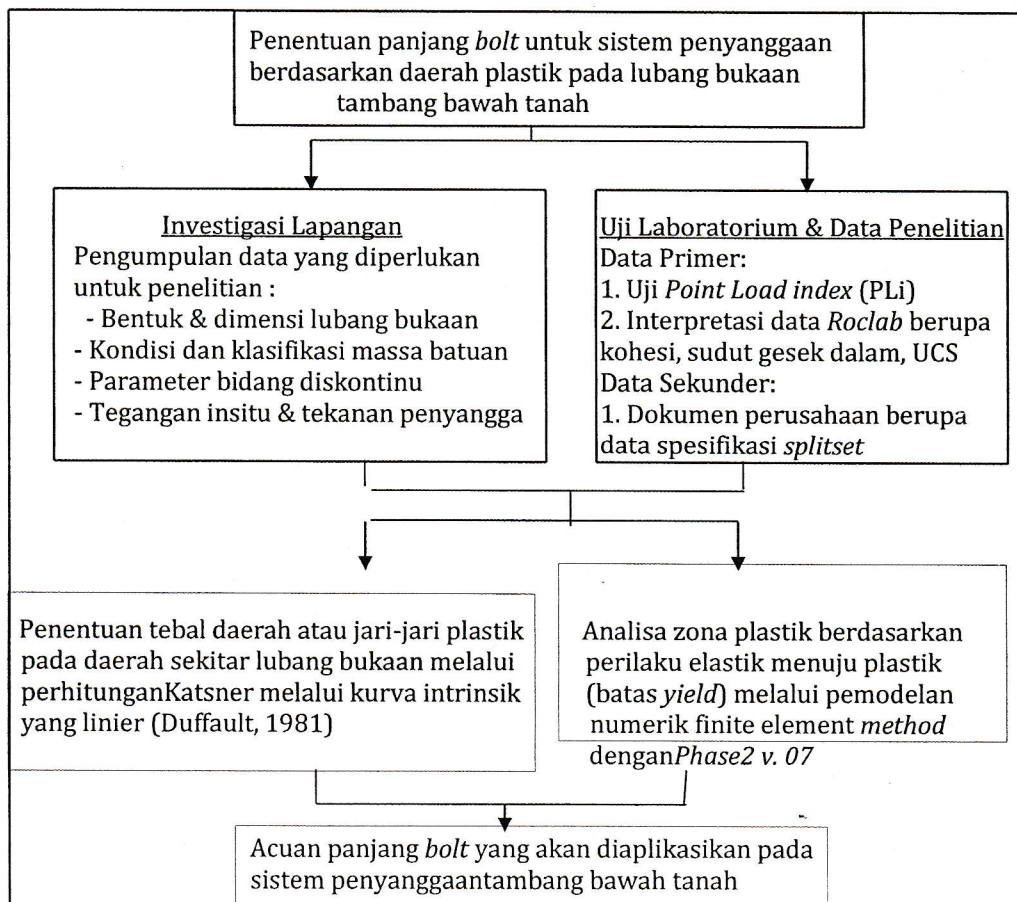 Penentuan panjang bolt untuk sistem penyanggaan
berdasarkan daerah plastik pada lubang bukaan
tambang bawah tanah
Investigasi Lapangan
Pengumpulan data yang diperlukan
untuk penelitian :
- Bentuk & dimensi lubang bukaan
- Kondisi dan klasifikasi massa batuan
- Parameter bidang diskontinu
- Tegangan insitu & tekanan penyangga
Uji Laboratorium & Data Penelitian
Data Primer:
1. Uji Point Load index (PLi)
2. Interpretasi data Roclab berupa
kohesi, sudut gesek dalam, UCS
Data Sekunder:
1. Dokumen perusahaan berupa
data spesifikasi splitset
Penentuan tebal daerah atau jari-jari plastik
pada daerah sekitar lubang bukaan melalui
perhitunganKatsner melalui kurva intrinsik
yang linier (Duffault, 1981)
Analisa zona plastik berdasarkan
perilaku elastik menuju plastik
(batas yield) melalui pemodelan
numerik finite element method
denganPhase2 v. 07
Acuan panjang bolt yang akan diaplikasikan pada
sistem penyanggaantambang bawah tanah